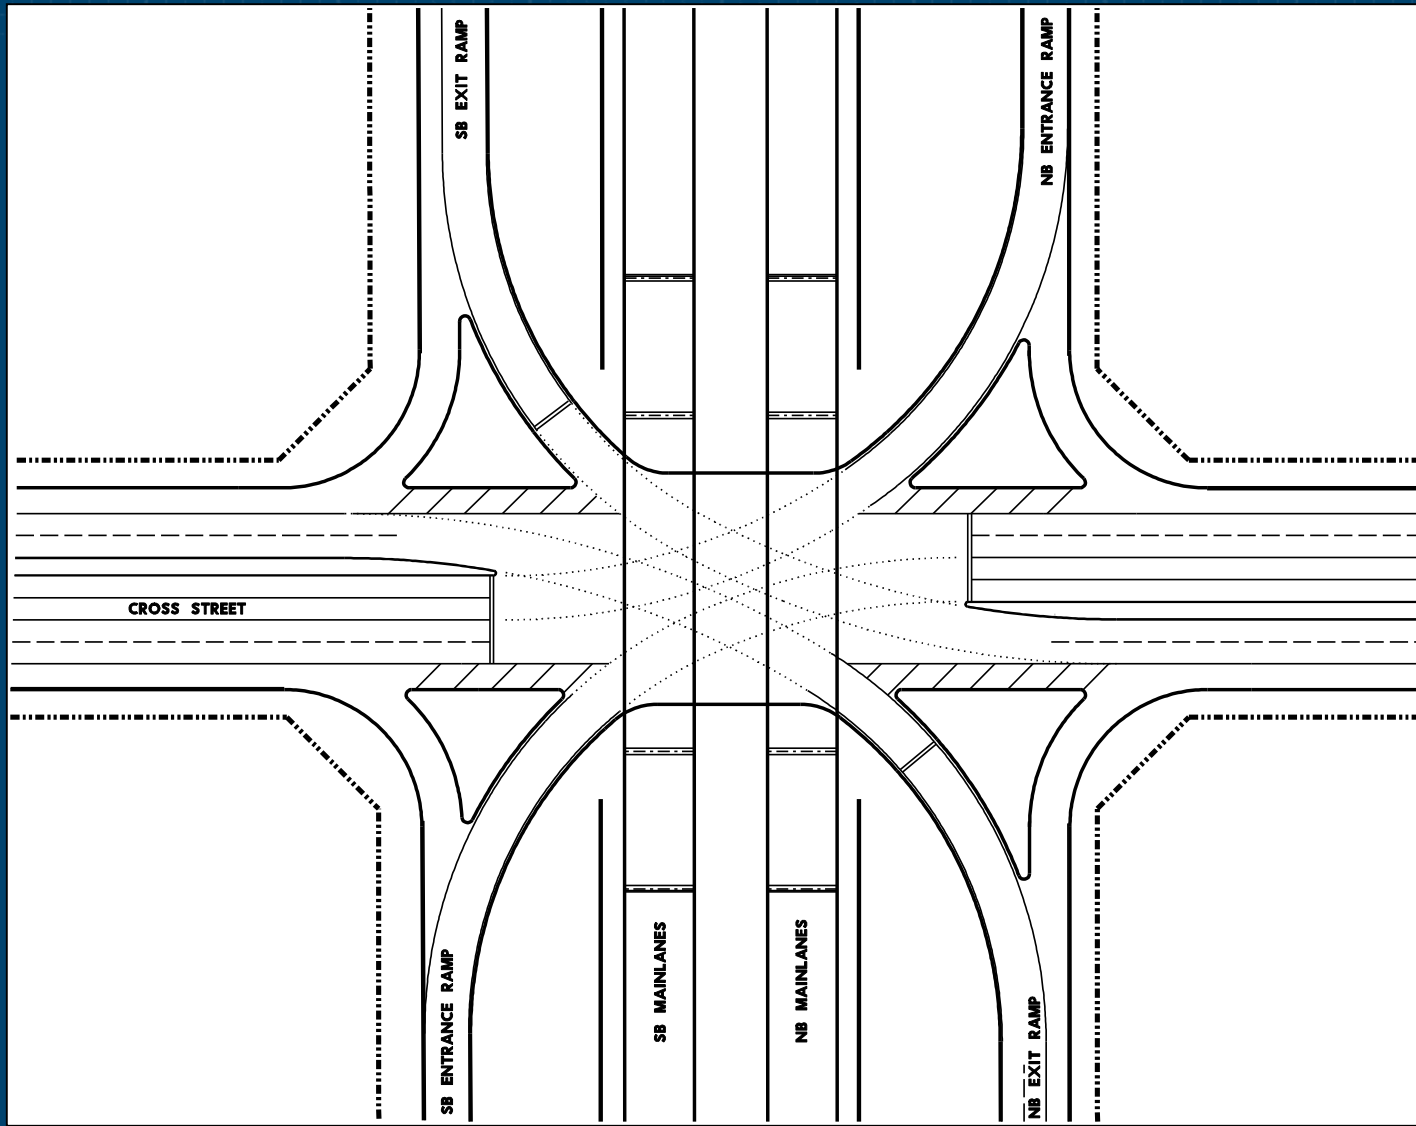 SB EXIT RAMP
NB ENTRANCE RAMP
CROSS STREET
SB ENTRANCE RAMP
SB MAINLANES
NB MAINLANES
NB EXIT RAMP